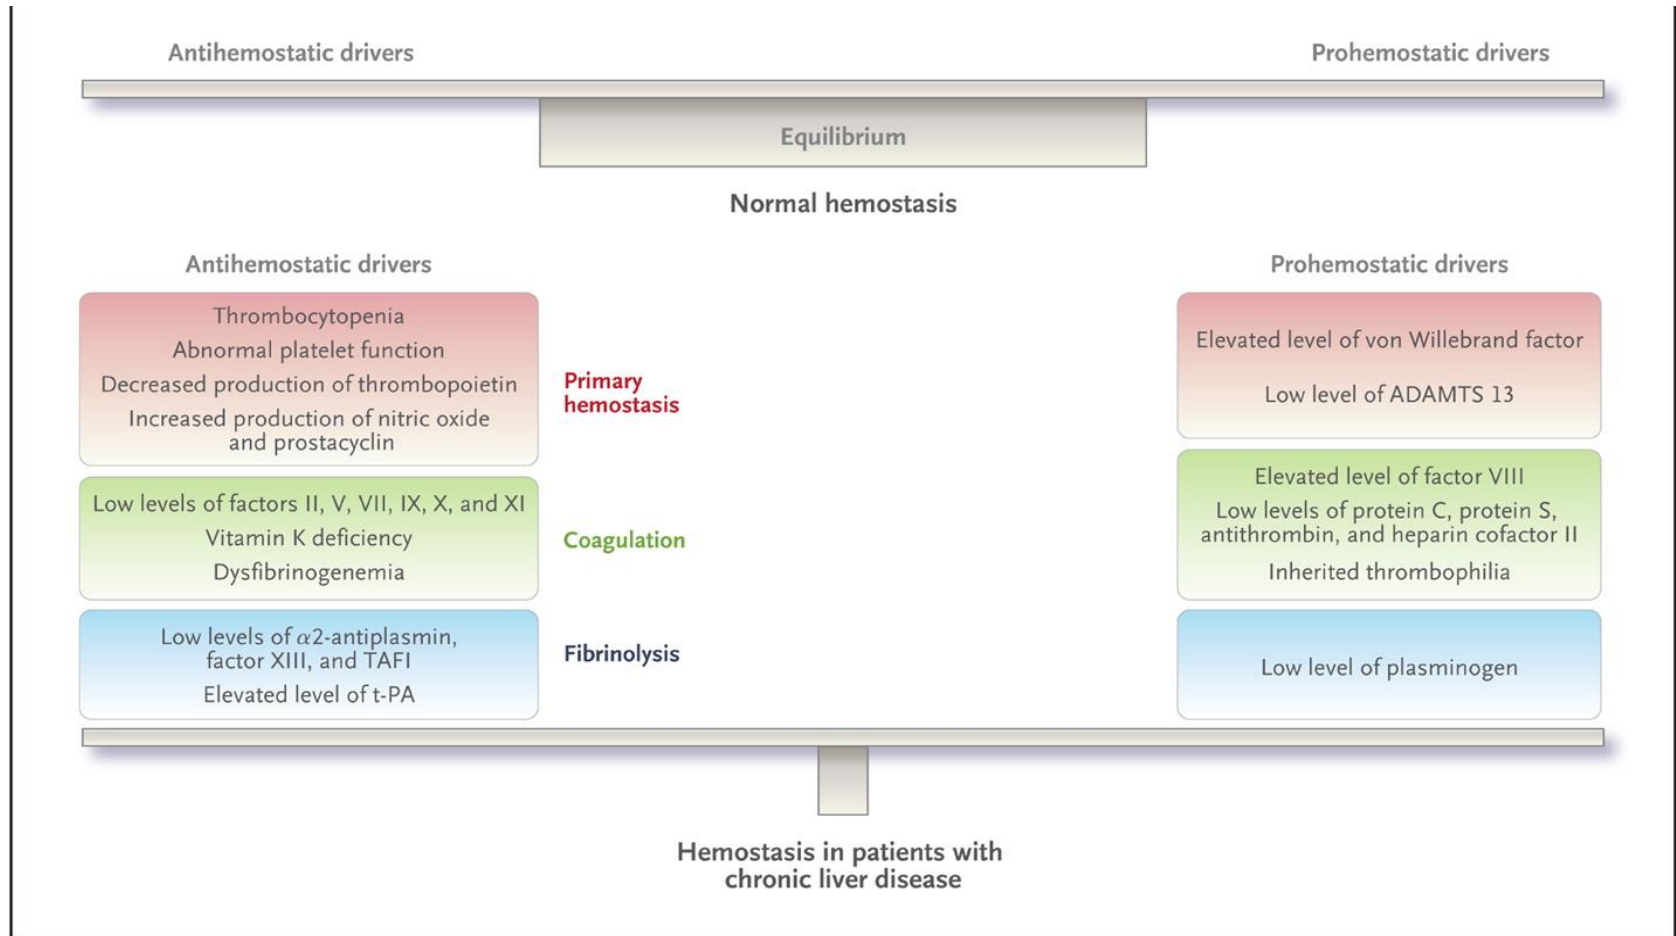 Antihemostatic drivers
Prohemostatic drivers
Equilibrium
Normal hemostasis
Antihemostatic drivers
Prohemostatic drivers
Thrombocytopenia
Abnormal platelet function
Decreased production of thrombopoietin
Increased production of nitric oxide
and prostacyclin
Primary
hemostasis
Elevated level of von Willebrand factor
Low level of ADAMTS 13
Low levels of factors II, V, VII, IX, X, and XI
Vitamin K deficiency
Dysfibrinogenemia
Coagulation
Elevated level of factor VIII
Low levels of protein C, protein S,
antithrombin, and heparin cofactor II
Inherited thrombophilia
Low levels of α2-antiplasmin,
factor XIII, and TAFI
Elevated level of t-PA
Fibrinolysis
Low level of plasminogen
Hemostasis in patients with
chronic liver disease